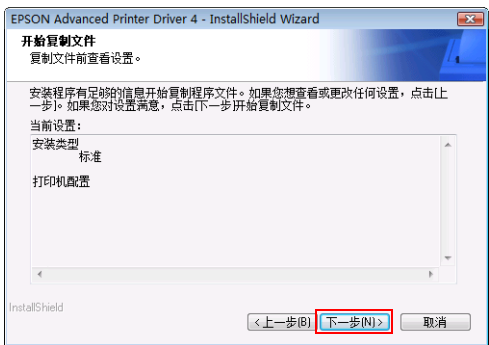 EPSON Advanced Printer Driver 4 - InstallShield Wizard
开始复制文件
复制文件前查看设置。
安装程序有足够的信息开始复制程序文件。如果您想查看或更改任何设置，点击[上
一步]。如果您对设置满意，点击[下一步]开始复制文件。
当前设置：
安装类型
标准
打印机配置
InstallShield
<上一步(B) 下一步(N)> 取消